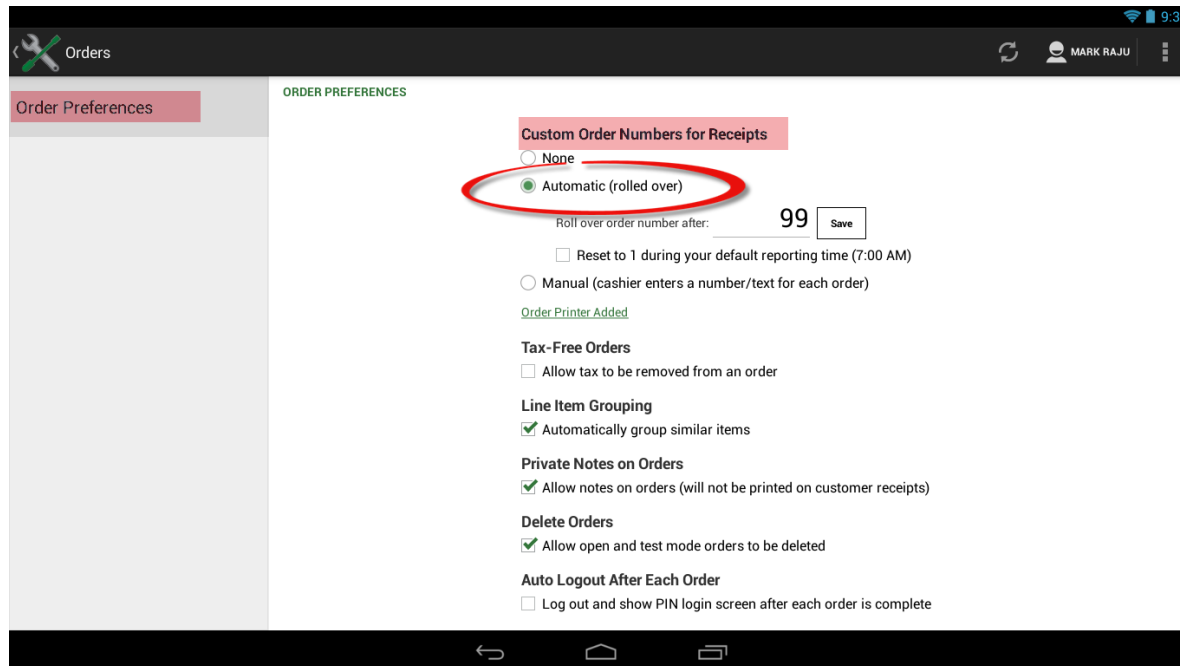 9:3
Orders
MARK RAJU
Order Preferences
ORDER PREFERENCES
Custom Order Numbers for Receipts
None
Automatic (rolled over)
Roll over order number after: 99 Save
Reset to 1 during your default reporting time (7:00 AM)
Manual (cashier enters a number/text for each order)
Order Printer Added
Tax-Free Orders
Allow tax to be removed from an order
Line Item Grouping
Automatically group similar items
Private Notes on Orders
Allow notes on orders (will not be printed on customer receipts)
Delete Orders
Allow open and test mode orders to be deleted
Auto Logout After Each Order
Log out and show PIN login screen after each order is complete